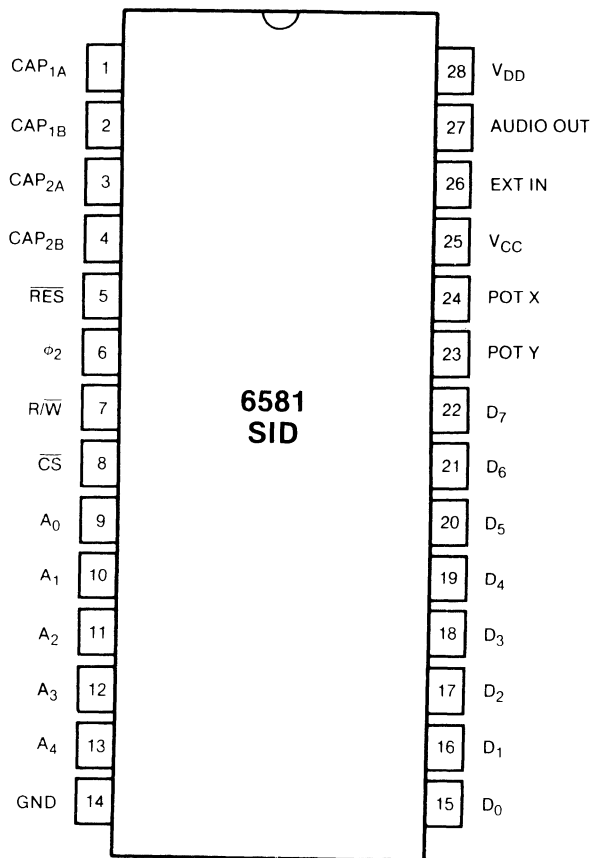 CAP1A 1
CAP1B 2
CAP2A 3
CAP2B 4
R̅E̅S̅ 5
φ2 6
R/W̅ 7
C̅S̅ 8
A0 9
A1 10
A2 11
A3 12
A4 13
GND 14
6581
SID
28 VDD
27 AUDIO OUT
26 EXT IN
25 VCC
24 POT X
23 POT Y
22 D7
21 D6
20 D5
19 D4
18 D3
17 D2
16 D1
15 D0